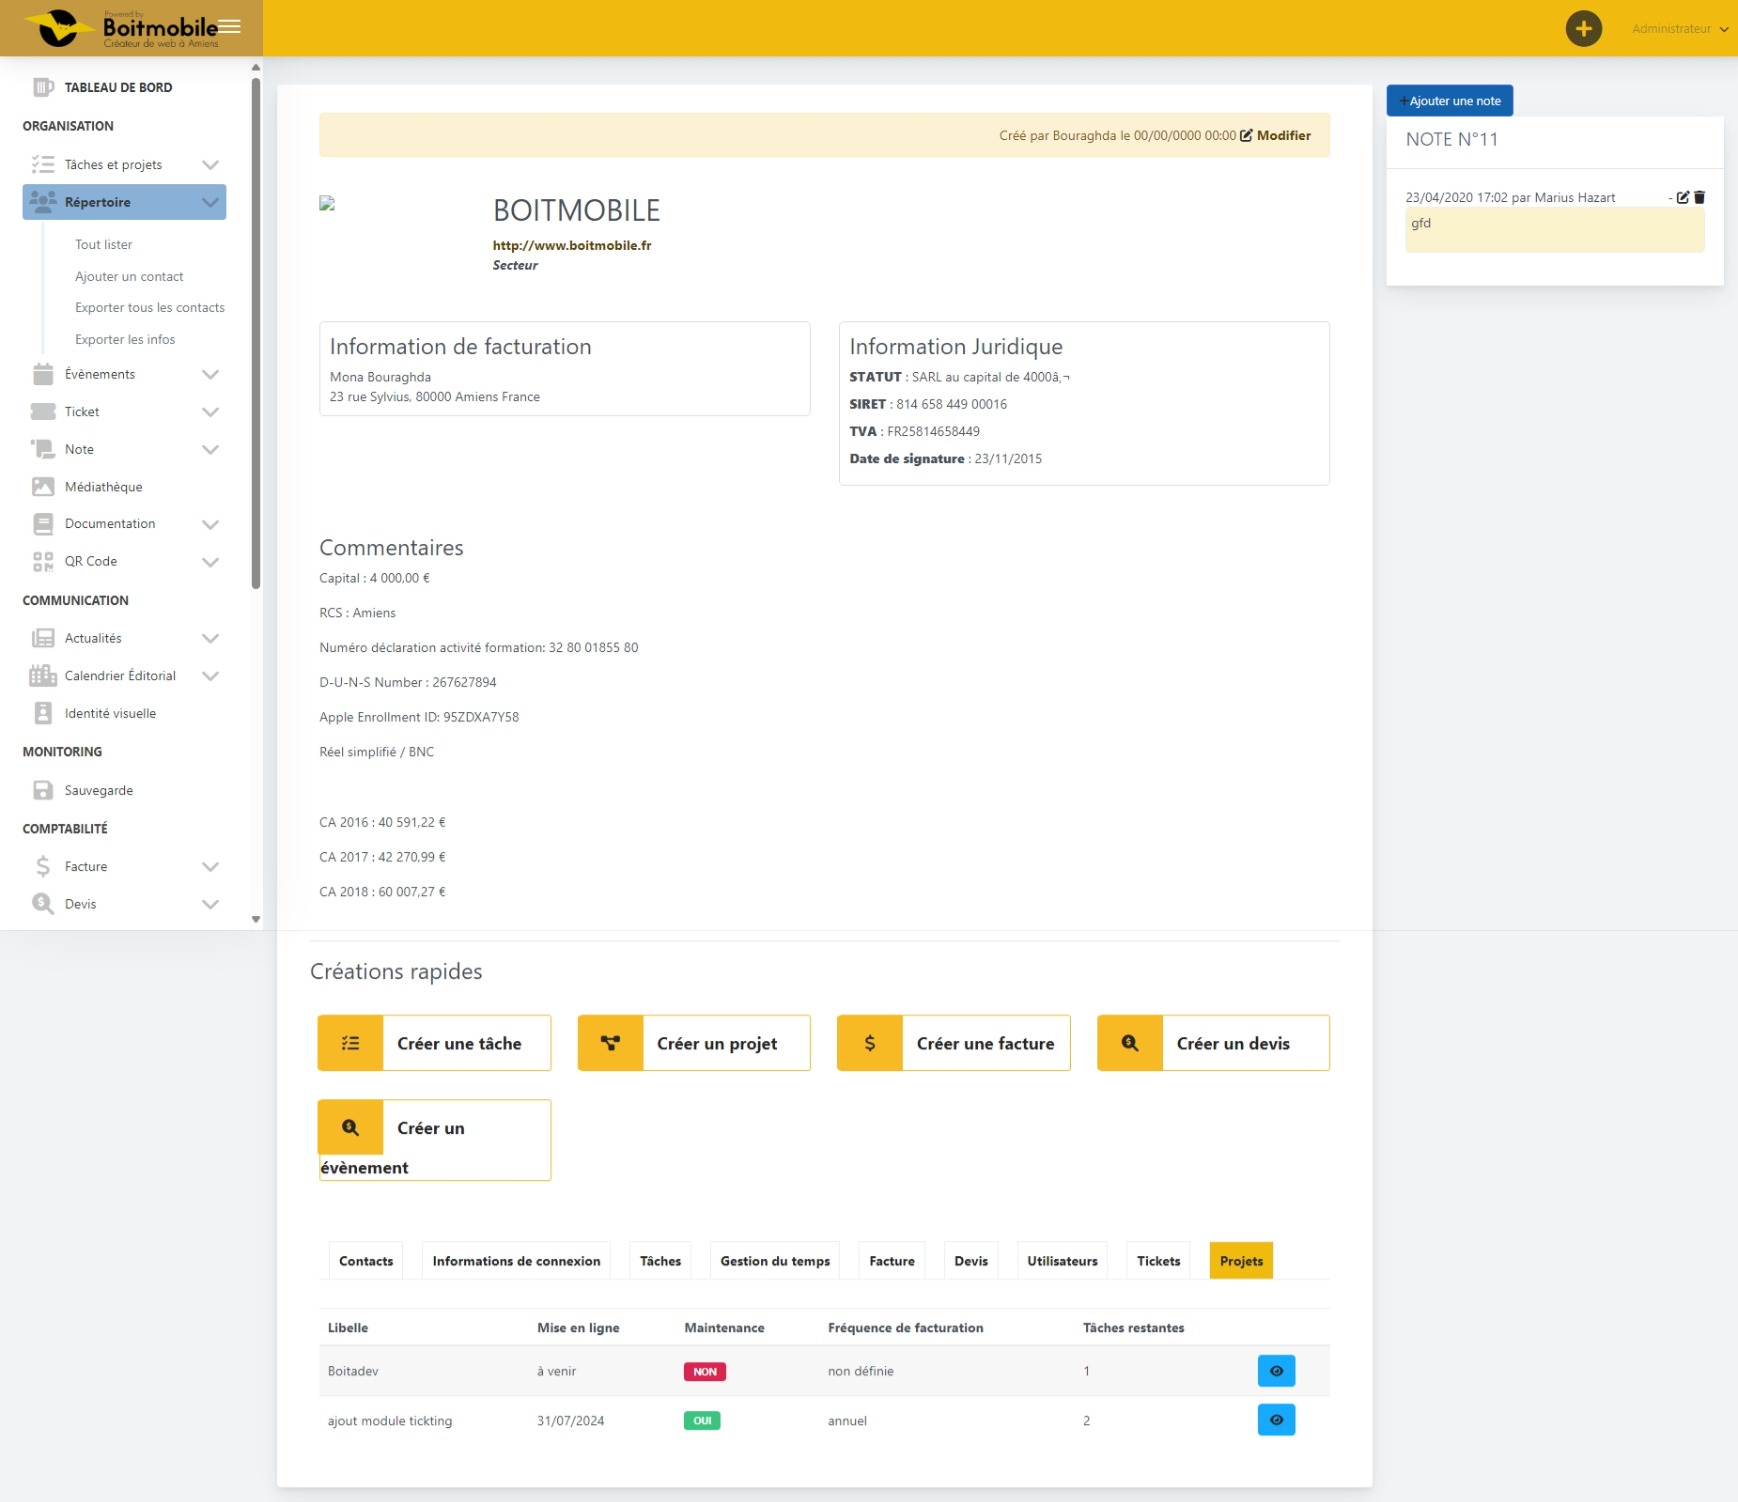 Powered by
Boitmobile
Créateur de web à Amiens
Administrateur
TABLEAU DE BORD
ORGANISATION
Tâches et projets
Répertoire
Tout lister
Ajouter un contact
Exporter tous les contacts
Exporter les infos
Évènements
Ticket
Note
Médiathèque
Documentation
QR Code
COMMUNICATION
Actualités
Calendrier Éditorial
Identité visuelle
MONITORING
Sauvegarde
COMPTABILITÉ
Facture
Devis
Créé par Bouraghda le 00/00/0000 00:00 Modifier
BOITMOBILE
http://www.boitmobile.fr
Secteur
Information de facturation
Mona Bouraghda
23 rue Sylvius, 80000 Amiens France
Information Juridique
STATUT : SARL au capital de 4000â‚¬
SIRET : 814 658 449 00016
TVA : FR25814658449
Date de signature : 23/11/2015
Commentaires
Capital : 4 000,00 €
RCS : Amiens
Numéro déclaration activité formation: 32 80 01855 80
D-U-N-S Number : 267627894
Apple Enrollment ID: 95ZDXA7Y58
Réel simplifié / BNC
CA 2016 : 40 591,22 €
CA 2017 : 42 270,99 €
CA 2018 : 60 007,27 €
Créations rapides
Créer une tâche
Créer un projet
Créer une facture
Créer un devis
Créer un
évènement
Contacts Informations de connexion Tâches Gestion du temps Facture Devis Utilisateurs Tickets Projets
Libelle Mise en ligne Maintenance Fréquence de facturation Tâches restantes
Boitadev à venir NON non définie 1
ajout module tickting 31/07/2024 OUI annuel 2
+Ajouter une note
NOTE N°11
23/04/2020 17:02 par Marius Hazart -
gfd